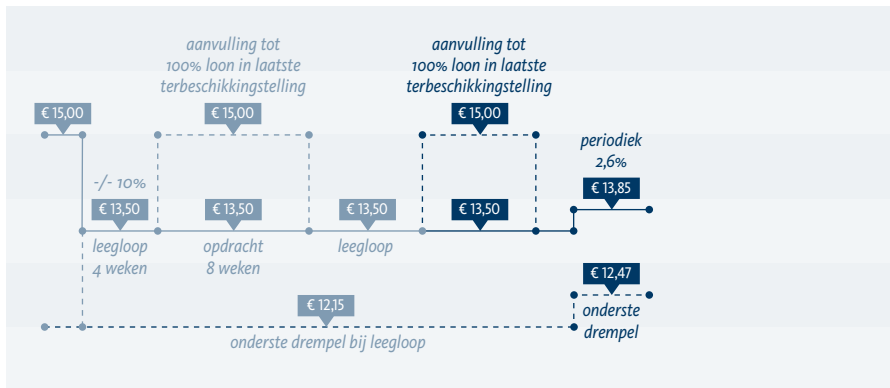 aanvulling tot
100% loon in laatste
terbeschikkingstelling
aanvulling tot
100% loon in laatste
terbeschikkingstelling
€ 15,00
€ 15,00
€ 15,00
periodiek
2,6%
-/- 10%
€ 13,85
€ 13,50
€ 13,50
€ 13,50
€ 13,50
leegloop
4 weken
opdracht
8 weken
leegloop
€ 12,47
€ 12,15
onderste
drempel
onderste drempel bij leegloop